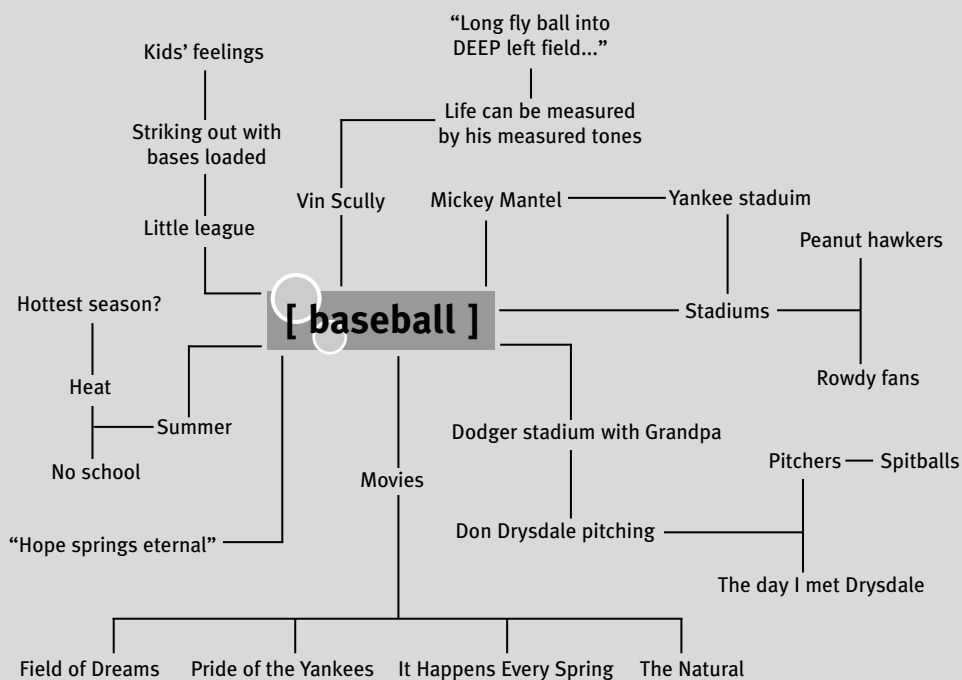 “Long fly ball into
DEEP left field...”
Kids’ feelings
Life can be measured
by his measured tones
Striking out with
bases loaded
Vin Scully
Mickey Mantel
Yankee staduim
Little league
Peanut hawkers
Hottest season?
[ baseball ]
Stadiums
Heat
Rowdy fans
Summer
Dodger stadium with Grandpa
No school
Movies
Pitchers
Spitballs
“Hope springs eternal”
Don Drysdale pitching
The day I met Drysdale
Field of Dreams
Pride of the Yankees
It Happens Every Spring
The Natural